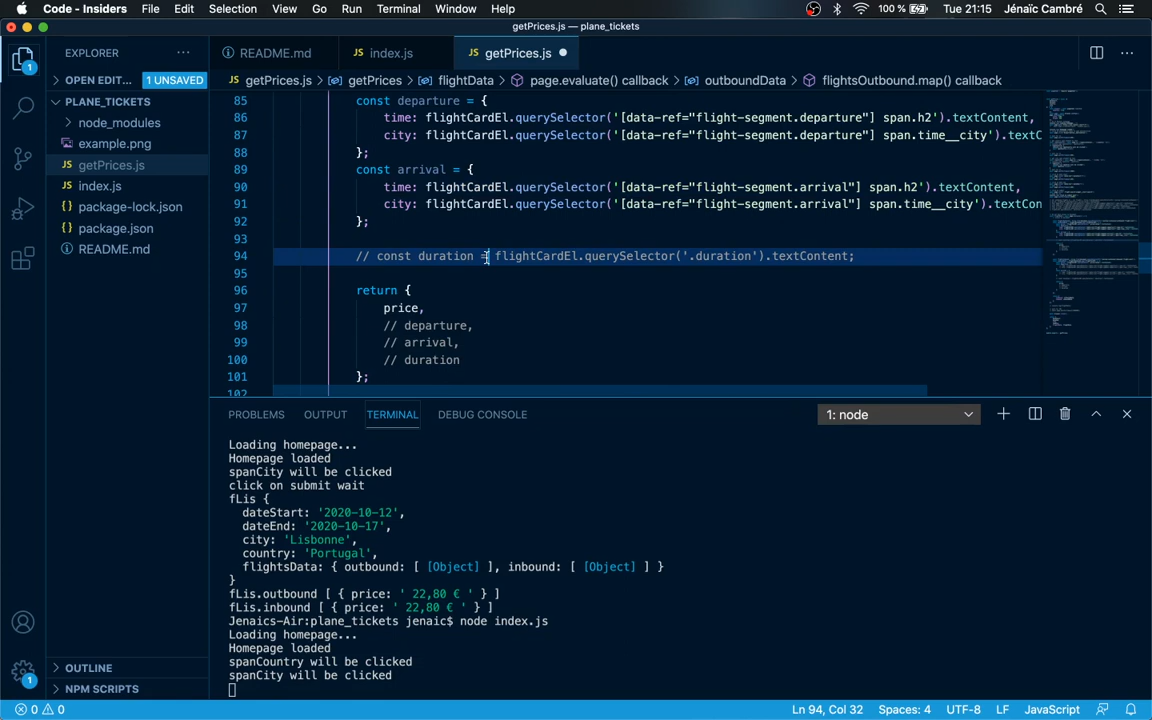 Code - Insiders File Edit Selection View Go Run Terminal Window Help 100 % Tue 21:15 Jénaïc Cambré
getPrices.js — plane_tickets
EXPLORER ···
README.md JS index.js JS getPrices.js
OPEN EDIT... 1 UNSAVED
JS getPrices.js > getPrices > flightData > page.evaluate() callback > outboundData > flightsOutbound.map() callback
PLANE_TICKETS
node_modules
example.png
JS getPrices.js
JS index.js
{} package-lock.json
{} package.json
README.md
1
85 const departure = {
86 time: flightCardEl.querySelector('[data-ref="flight-segment.departure"] span.h2').textContent,
87 city: flightCardEl.querySelector('[data-ref="flight-segment.departure"] span.time__city').textC
88 };
89 const arrival = {
90 time: flightCardEl.querySelector('[data-ref="flight-segment.arrival"] span.h2').textContent,
91 city: flightCardEl.querySelector('[data-ref="flight-segment.arrival"] span.time__city').textCon
92 };
93
94 // const duration = flightCardEl.querySelector('.duration').textContent;
95
96 return {
97 price,
98 // departure,
99 // arrival,
100 // duration
101 };
102
PROBLEMS OUTPUT TERMINAL DEBUG CONSOLE 1: node
Loading homepage...
Homepage loaded
spanCity will be clicked
click on submit wait
fLis {
dateStart: '2020-10-12',
dateEnd: '2020-10-17',
city: 'Lisbonne',
country: 'Portugal',
flightsData: { outbound: [ [Object] ], inbound: [ [Object] ] }
}
fLis.outbound [ { price: ' 22,80 € ' } ]
fLis.inbound [ { price: ' 22,80 € ' } ]
Jenaics-Air:plane_tickets jenaic$ node index.js
Loading homepage...
Homepage loaded
spanCountry will be clicked
spanCity will be clicked
OUTLINE
NPM SCRIPTS
1
0 0 Ln 94, Col 32 Spaces: 4 UTF-8 LF JavaScript